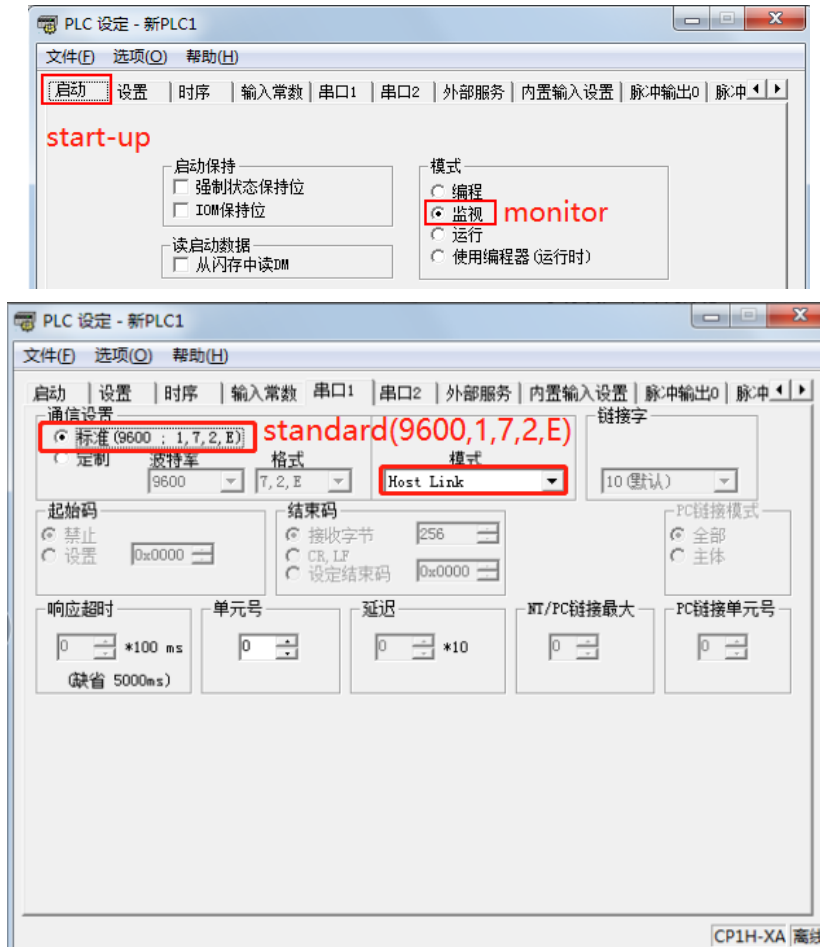 PLC 设定 - 新PLC1
文件(F) 选项(O) 帮助(H)
启动 设置 时序 输入常数 串口1 串口2 外部服务 内置输入设置 脉冲输出0 脉冲
start-up
启动保持
强制状态保持位
IOM保持位
读启动数据
从闪存中读DM
模式
编程
监视 monitor
运行
使用编程器(运行时)
PLC 设定 - 新PLC1
文件(F) 选项(O) 帮助(H)
启动 设置 时序 输入常数 串口1 串口2 外部服务 内置输入设置 脉冲输出0 脉冲
通信设置
标准(9600 ; 1,7,2,E) standard(9600,1,7,2,E)
定制 波特率 格式 模式
9600 7,2,E Host Link
链接字
10(默认)
起始码
禁止
设置 0x0000
结束码
接收字节 256
CR,LF
设定结束码 0x0000
PC链接模式
全部
主体
响应超时 单元号 延迟 NT/PC链接最大 PC链接单元号
0 *100 ms 0 0 *10 0 0
(缺省 5000ms)
CP1H-XA 离线